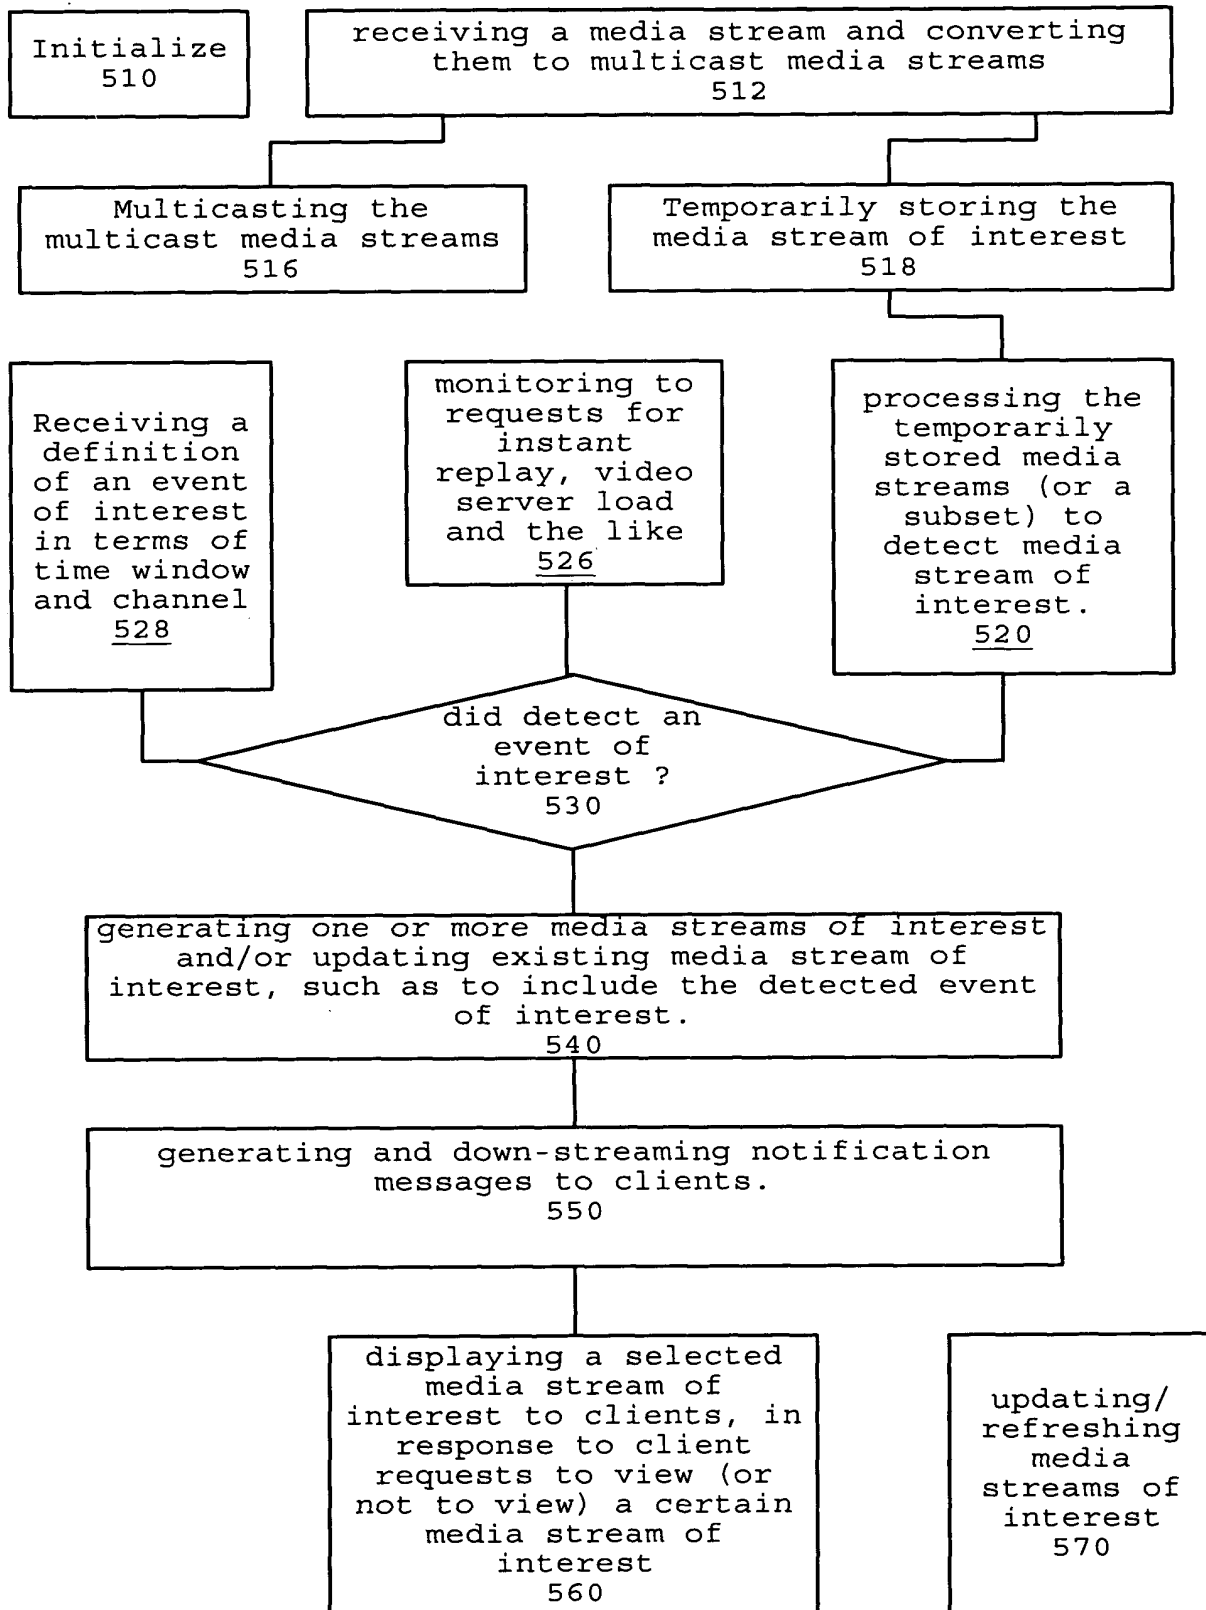 Initialize
510
receiving a media stream and converting
them to multicast media streams
512
Multicasting the
multicast media streams
516
Temporarily storing the
media stream of interest
518
Receiving a
definition
of an event
of interest
in terms of
time window
and channel
528
monitoring to
requests for
instant
replay, video
server load
and the like
526
processing the
temporarily
stored media
streams (or a
subset) to
detect media
stream of
interest.
520
did detect an
event of
interest ?
530
generating one or more media streams of interest
and/or updating existing media stream of
interest, such as to include the detected event
of interest.
540
generating and down-streaming notification
messages to clients.
550
displaying a selected
media stream of
interest to clients, in
response to client
requests to view (or
not to view) a certain
media stream of
interest
560
updating/
refreshing
media
streams of
interest
570